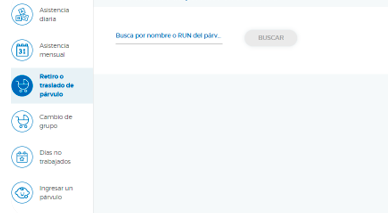 Asistencia
diaria
Asistencia
mensual
31
Retiro o
traslado de
párvulo
Cambio de
grupo
Días no
trabajados
Ingresar un
párvulo
Busca por nombre o RUN del párv...
BUSCAR